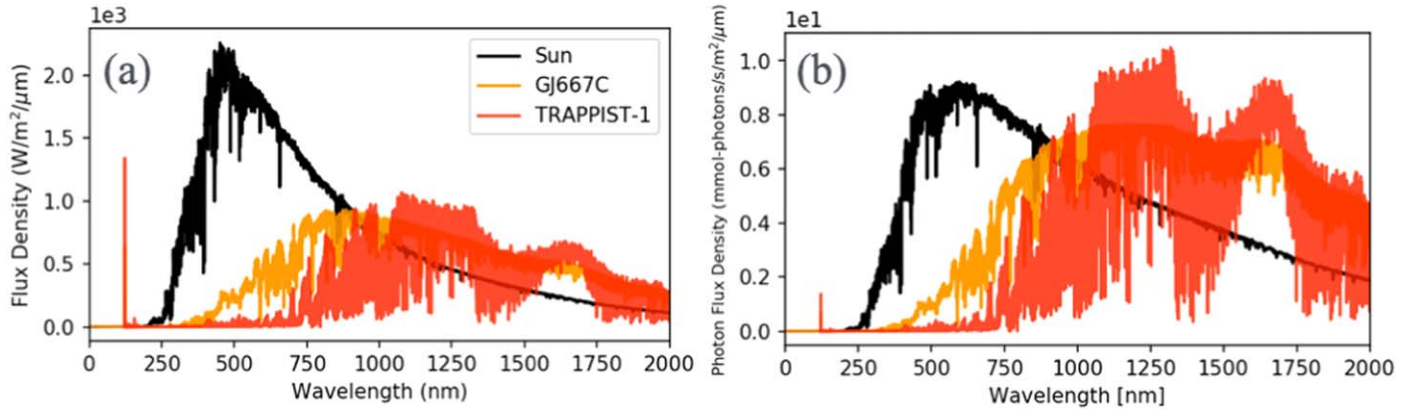 1e3
(a)
Sun
GJ667C
TRAPPIST-1
Flux Density (W/m²/μm)
2.0
1.5
1.0
0.5
0.0
0 250 500 750 1000 1250 1500 1750 2000
Wavelength (nm)
1e1
(b)
Photon Flux Density (mmol-photons/s/m²/μm)
1.0
0.8
0.6
0.4
0.2
0.0
0 250 500 750 1000 1250 1500 1750 2000
Wavelength [nm]